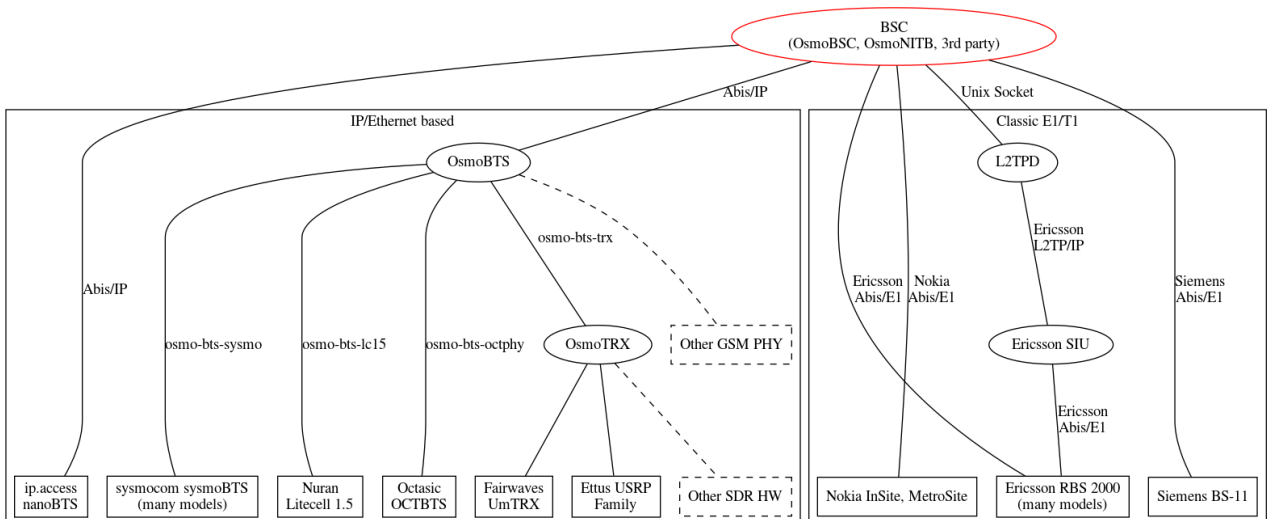 BSC
(OsmoBSC, OsmoNITB, 3rd party)
Abis/IP
Unix Socket
IP/Ethernet based
Classic E1/T1
OsmoBTS
L2TPD
osmo-bts-trx
Ericsson
L2TP/IP
Abis/IP
Ericsson
Abis/E1
Nokia
Abis/E1
Siemens
Abis/E1
osmo-bts-sysmo
osmo-bts-lc15
osmo-bts-octphy
OsmoTRX
Other GSM PHY
Ericsson SIU
Ericsson
Abis/E1
ip.access
nanoBTS
sysmocom sysmoBTS
(many models)
Nuran
Litecell 1.5
Octasic
OCTBTS
Fairwaves
UmTRX
Ettus USRP
Family
Other SDR HW
Nokia InSite, MetroSite
Ericsson RBS 2000
(many models)
Siemens BS-11